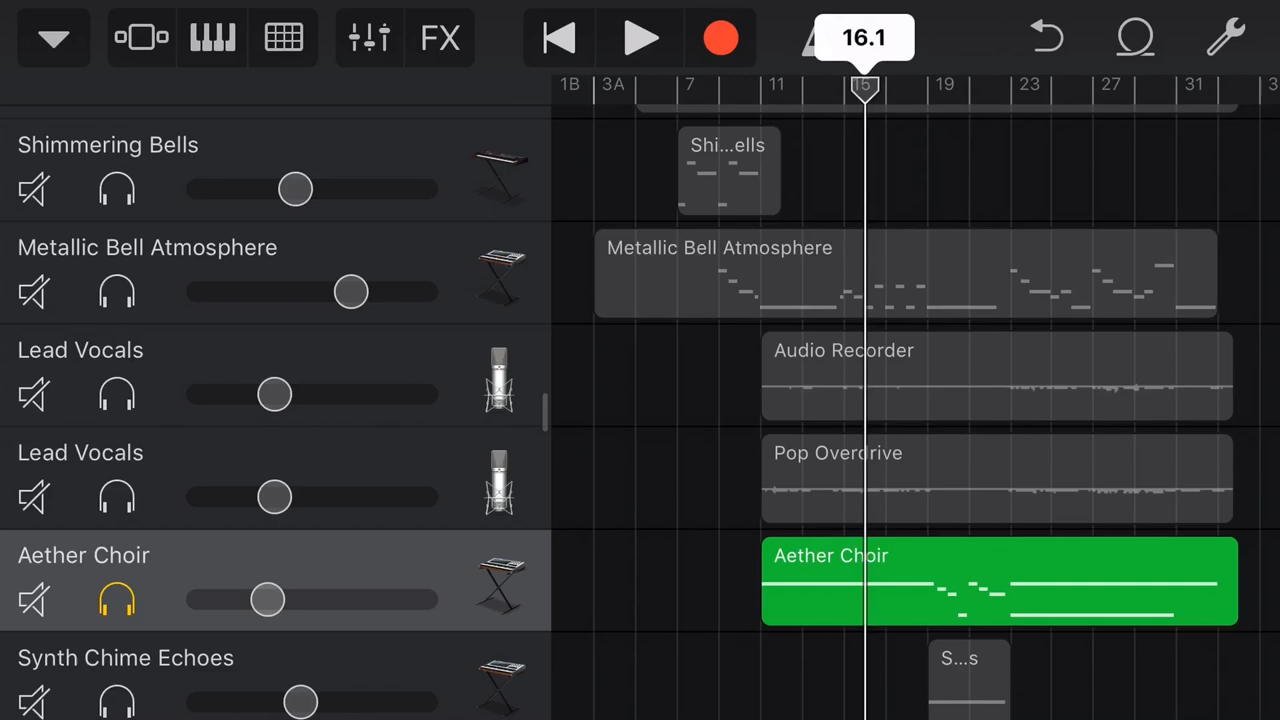 FX
16.1
1B 3A 7 11 15 19 23 27 31 3
Shimmering Bells
Shi...ells
Metallic Bell Atmosphere
Metallic Bell Atmosphere
Lead Vocals
Audio Recorder
Lead Vocals
Pop Overdrive
Aether Choir
Aether Choir
Synth Chime Echoes
S...s